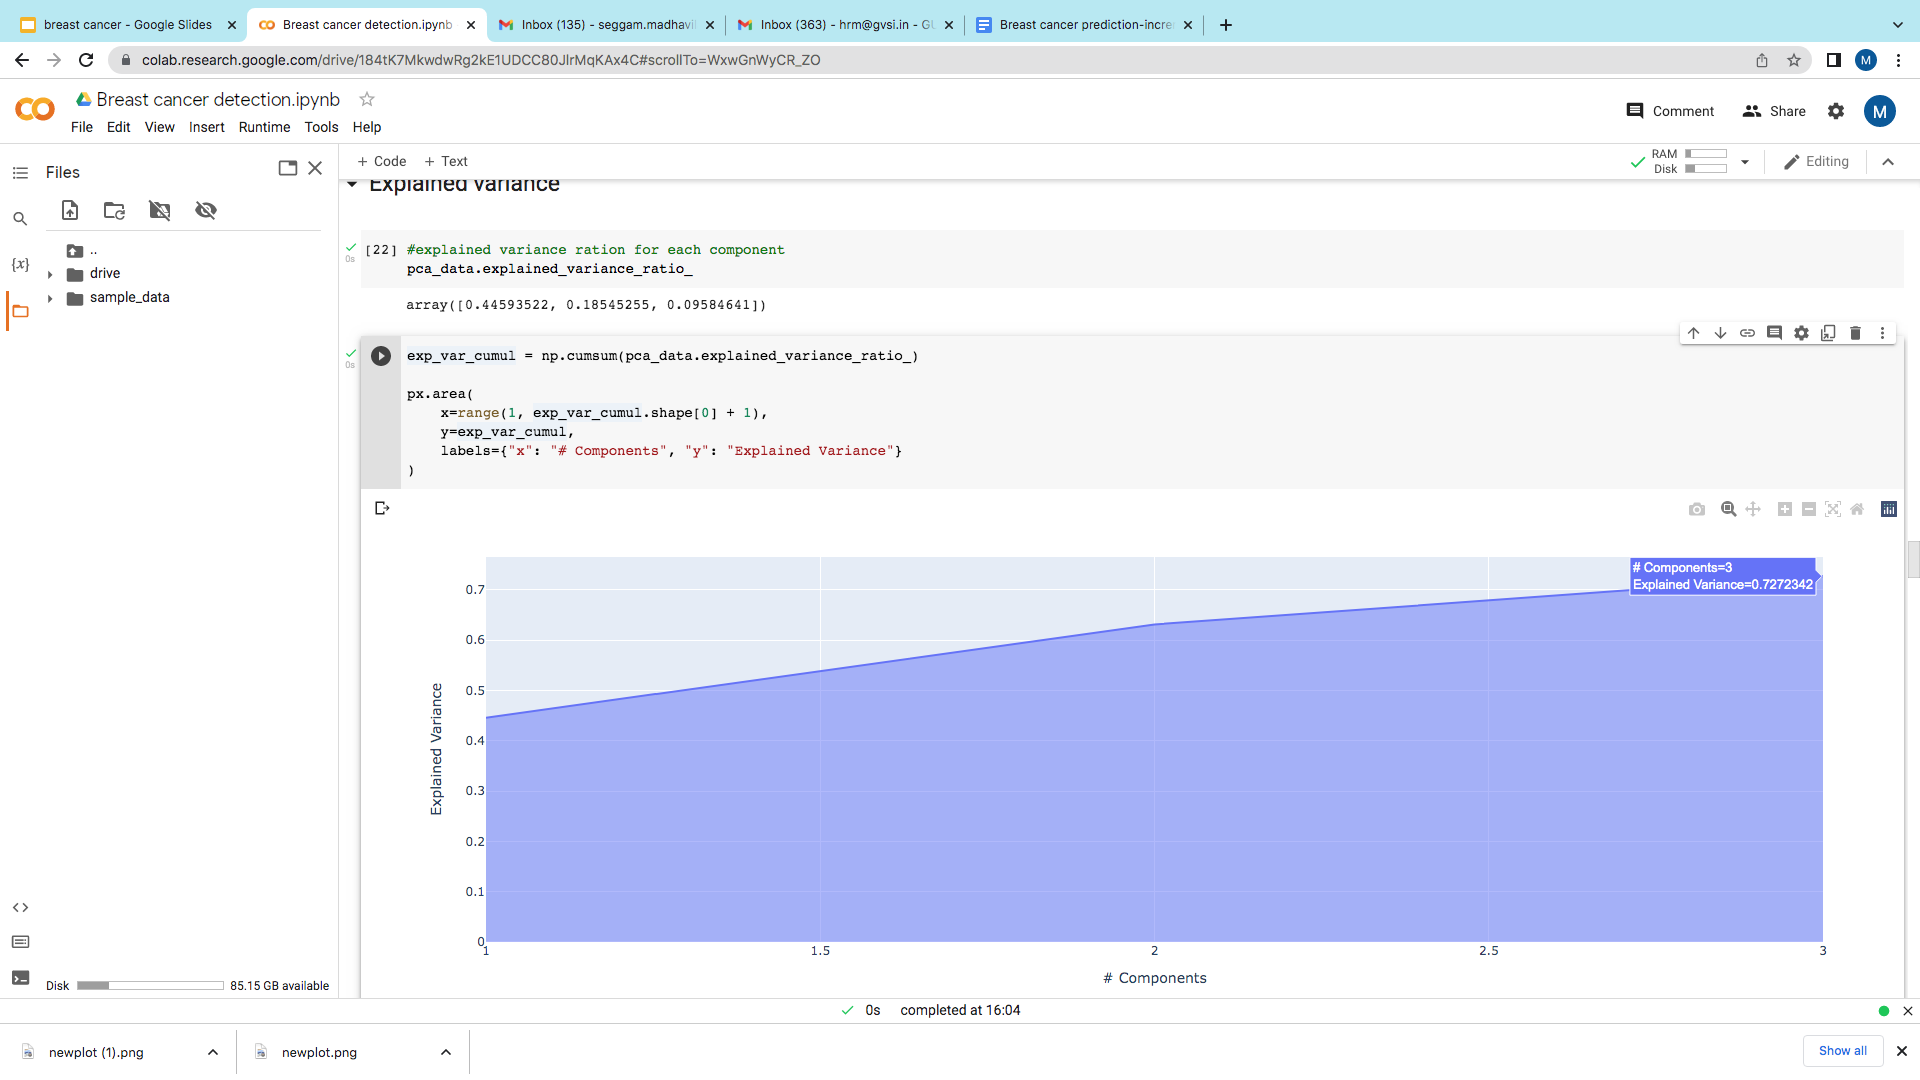 breast cancer - Google Slides
Breast cancer detection.ipynb
Inbox (135) - seggam.madhavi
Inbox (363) - hrm@gvsi.in - GU
Breast cancer prediction-incre
colab.research.google.com/drive/184tK7MkwdwRg2kE1UDCC80JlrMqKAx4C#scrollTo=WxwGnWyCR_ZO
M
Breast cancer detection.ipynb
File Edit View Insert Runtime Tools Help
Comment Share M
Files
+ Code + Text
RAM
Disk
Editing
Explained variance
..
drive
sample_data
{x}
0s
[22] #explained variance ration for each component
pca_data.explained_variance_ratio_
array([0.44593522, 0.18545255, 0.09584641])
0s
exp_var_cumul = np.cumsum(pca_data.explained_variance_ratio_)
px.area(
x=range(1, exp_var_cumul.shape[0] + 1),
y=exp_var_cumul,
labels={"x": "# Components", "y": "Explained Variance"}
)
# Components=3
Explained Variance=0.7272342
0.7
0.6
0.5
0.4
0.3
0.2
0.1
0
Explained Variance
1 1.5 2 2.5 3
# Components
Disk 85.15 GB available
0s completed at 16:04
newplot (1).png
newplot.png
Show all